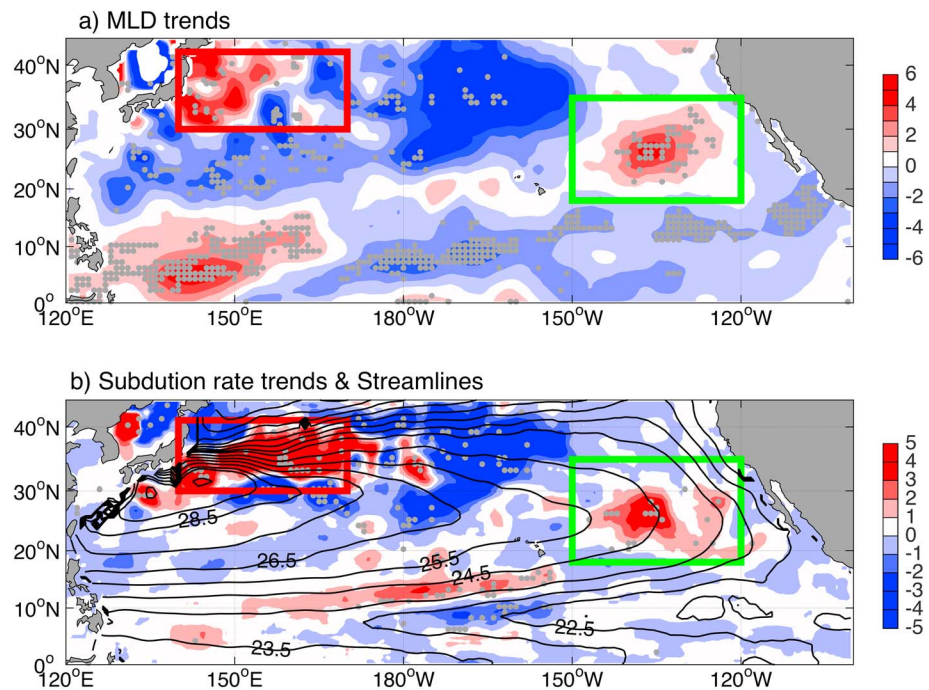 a) MLD trends
40°N
30°N
20°N
10°N
0°
120°E
150°E
180°W
150°W
120°W
6
4
2
0
-2
-4
-6
b) Subdution rate trends & Streamlines
40°N
30°N
20°N
10°N
0°
28.5
26.5
25.5
24.5
23.5
22.5
120°E
150°E
180°W
150°W
120°W
5
4
3
2
1
0
-1
-2
-3
-4
-5